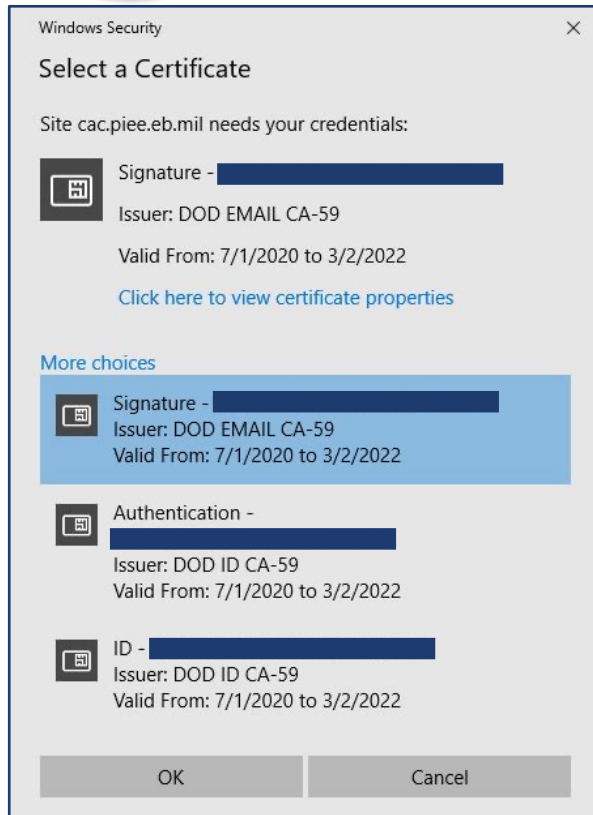 Windows Security
Select a Certificate
Site cac.piee.eb.mil needs your credentials:
Signature -
Issuer: DOD EMAIL CA-59
Valid From: 7/1/2020 to 3/2/2022
Click here to view certificate properties
More choices
Signature -
Issuer: DOD EMAIL CA-59
Valid From: 7/1/2020 to 3/2/2022
Authentication -
Issuer: DOD ID CA-59
Valid From: 7/1/2020 to 3/2/2022
ID -
Issuer: DOD ID CA-59
Valid From: 7/1/2020 to 3/2/2022
OK Cancel